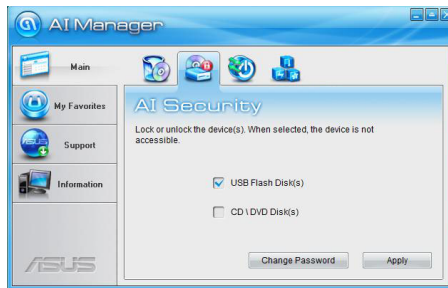 AI Manager
Main
My Favorites
Support
Information
AI Security
Lock or unlock the device(s). When selected, the device is not
accessible.
USB Flash Disk(s)
CD \ DVD Disk(s)
Change Password
Apply
ASUS